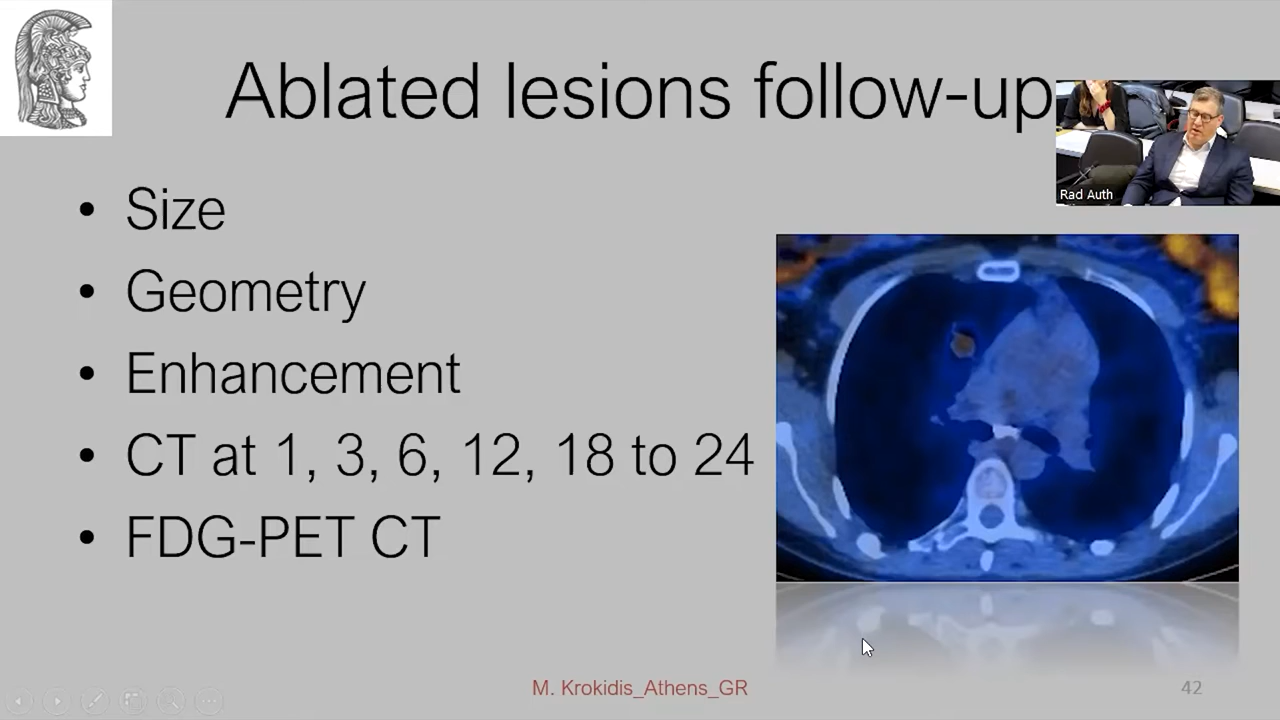 Ablated lesions follow-up
Rad Auth
• Size
• Geometry
• Enhancement
• CT at 1, 3, 6, 12, 18 to 24
• FDG-PET CT
M. Krokidis_Athens_GR
42